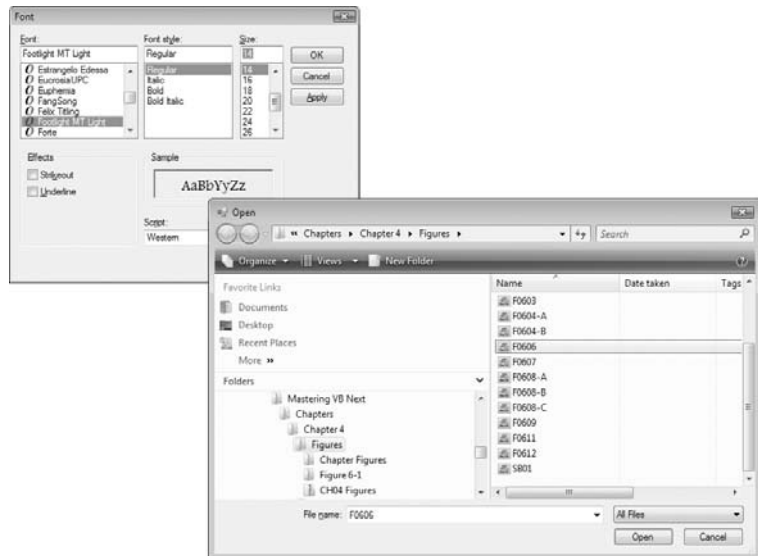 Font
Font:
Font style:
Size:
Footlight MT Light
Regular
14
OK
Estrangelo Edessa
EucrosiaUPC
Euphemia
FangSong
Felix Titling
Footlight MT Light
Forte
Regular
Italic
Bold
Bold Italic
14
16
18
20
22
24
26
Cancel
Apply
Effects
Strikeout
Underline
Sample
AaBbYyZz
Script:
Western
Open
Chapters Chapter 4 Figures
Search
Organize Views New Folder
Favorite Links
Documents
Desktop
Recent Places
More »
Folders
Mastering VB Next
Chapters
Chapter 4
Figures
Chapter Figures
Figure 6-1
CH04 Figures
Name Date taken Tags
F0603
F0604-A
F0604-B
F0606
F0607
F0608-A
F0608-B
F0608-C
F0609
F0611
F0612
SB01
File name: F0606
All Files
Open Cancel